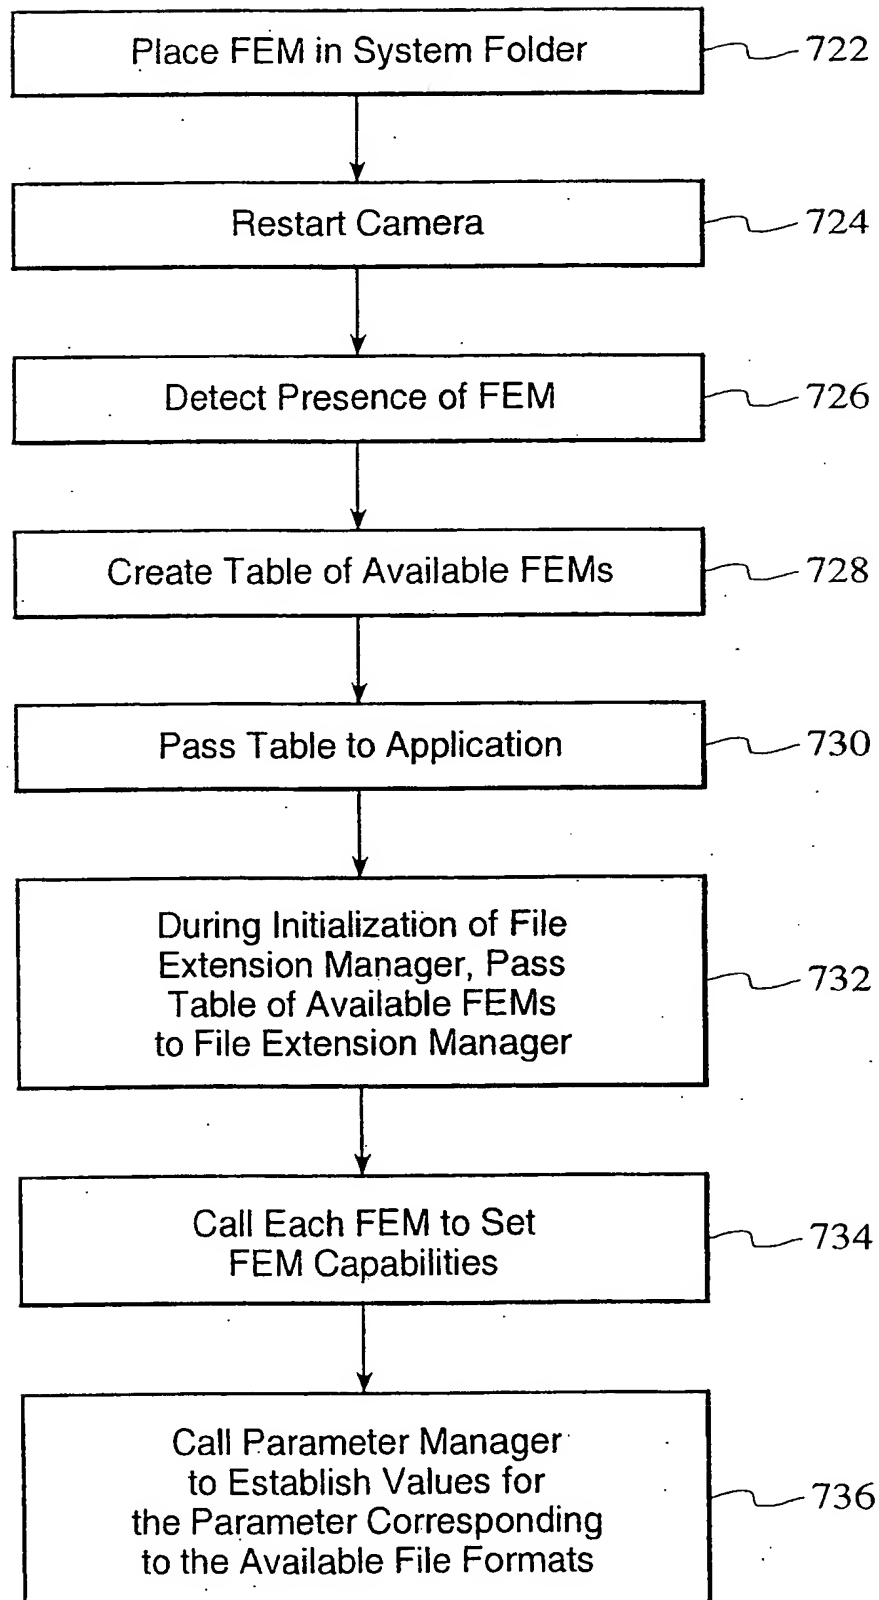 Place FEM in System Folder
722
Restart Camera
724
Detect Presence of FEM
726
Create Table of Available FEMs
728
Pass Table to Application
730
During Initialization of File
Extension Manager, Pass
Table of Available FEMs
to File Extension Manager
732
Call Each FEM to Set
FEM Capabilities
734
Call Parameter Manager
to Establish Values for
the Parameter Corresponding
to the Available File Formats
736